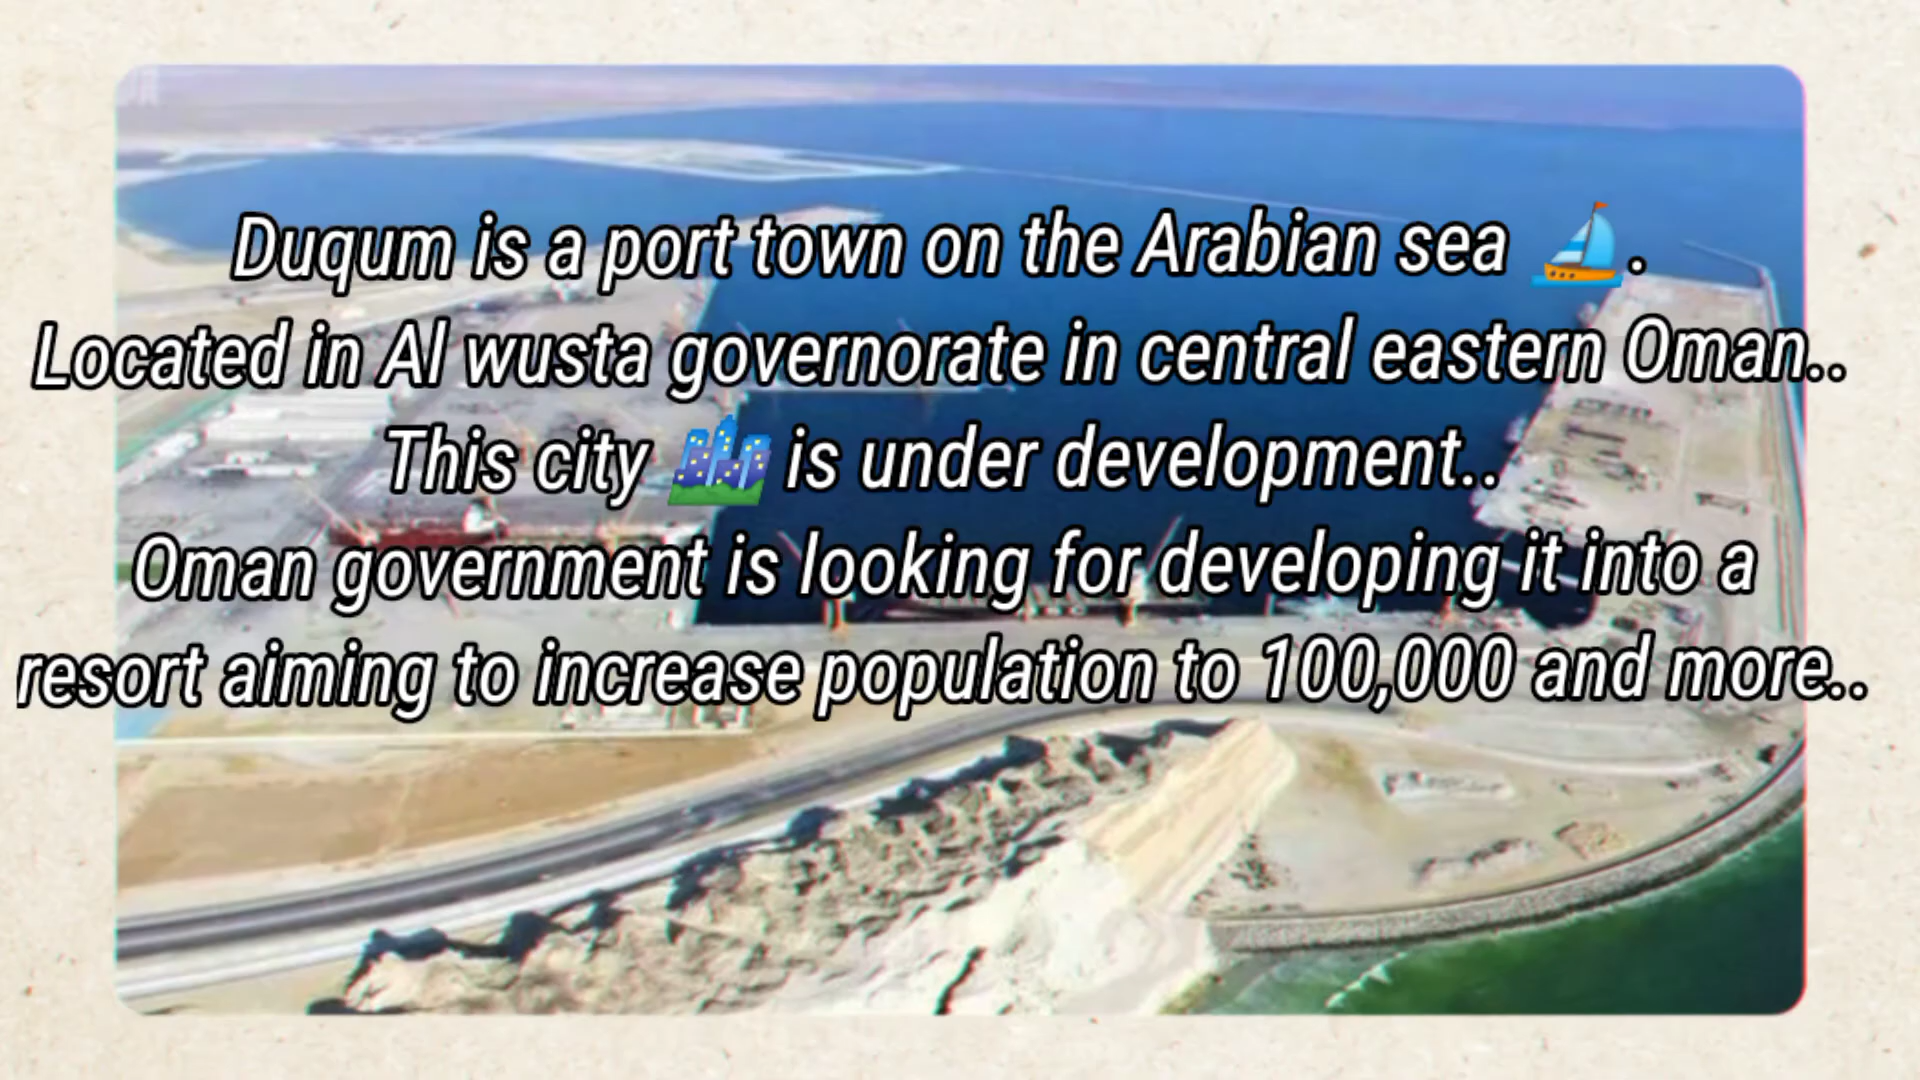 Duqum is a port town on the Arabian sea ⛵.
Located in Al wusta governorate in central eastern Oman..
This city 🏙️ is under development..
Oman government is looking for developing it into a
resort aiming to increase population to 100,000 and more..